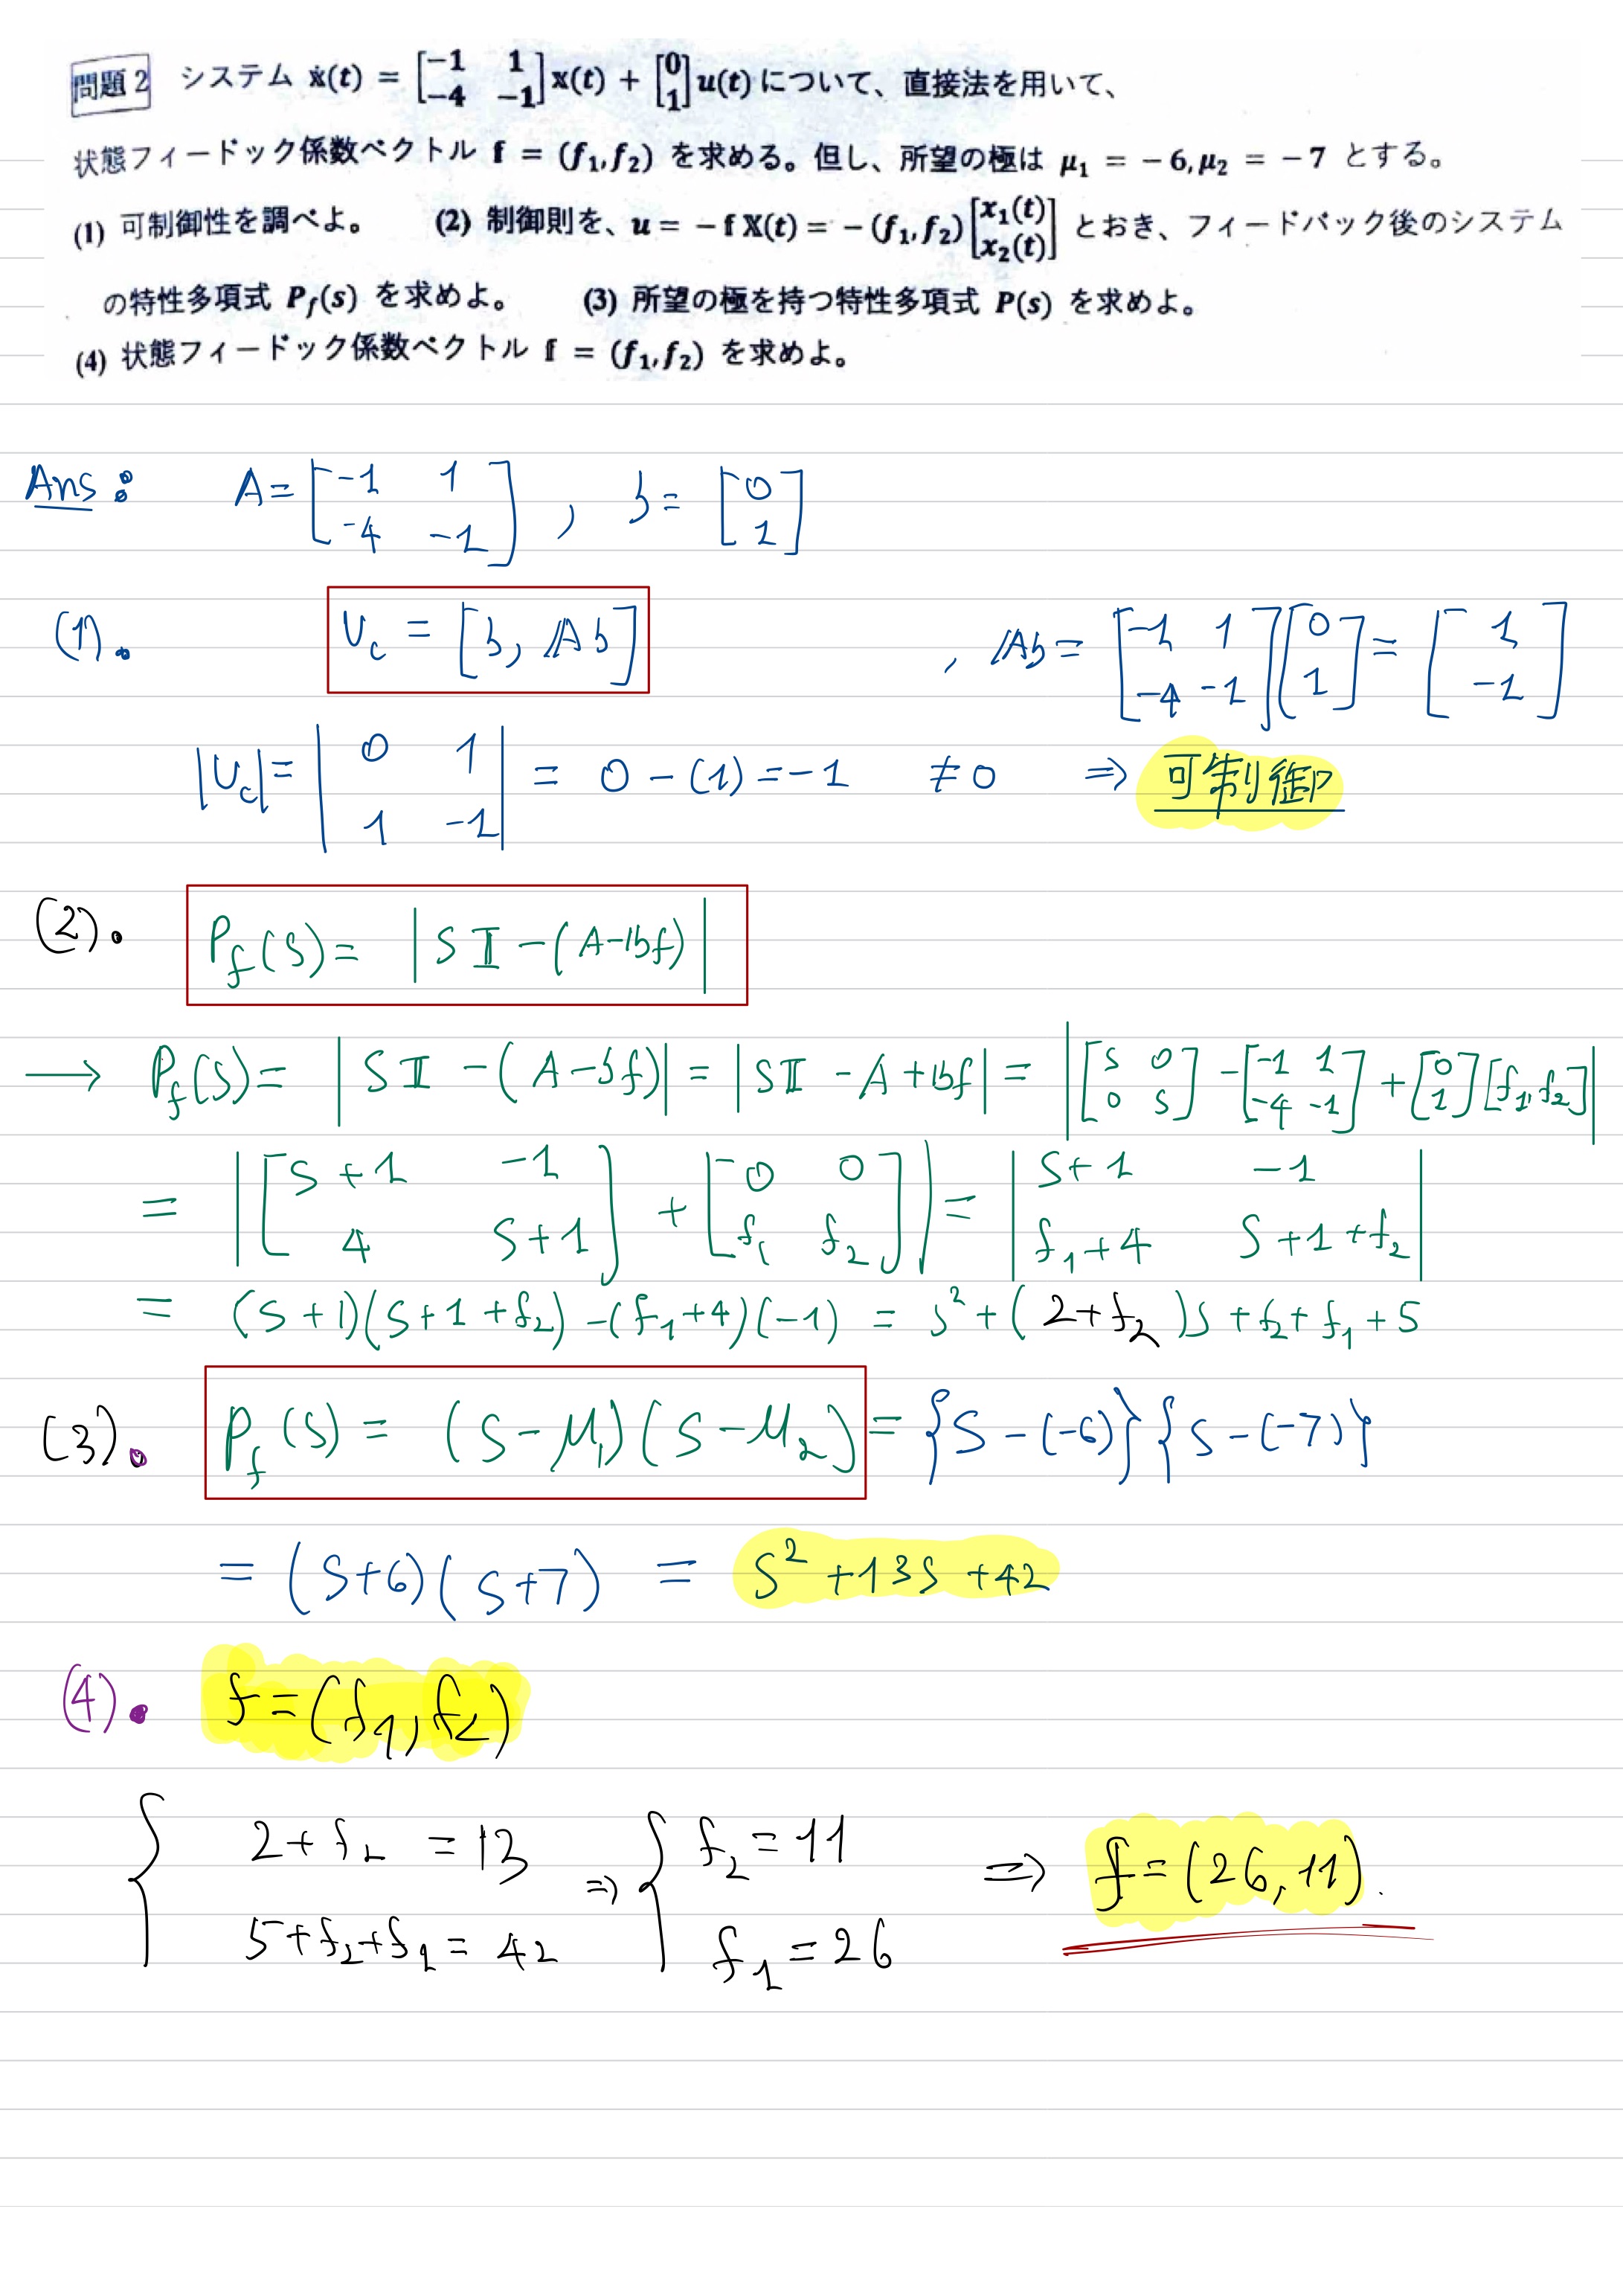 問題2 システム ẋ(t) = [-1 1; -4 -1] x(t) + [0; 1] u(t) について、直接法を用いて、
状態フィードック係数ベクトル f = (f₁, f₂) を求める。但し、所望の極は μ₁ = -6, μ₂ = -7 とする。
(1) 可制御性を調べよ。 (2) 制御則を、u = -f X(t) = -(f₁, f₂) [x₁(t); x₂(t)] とおき、フィードバック後のシステム
の特性多項式 P_f(s) を求めよ。 (3) 所望の極を持つ特性多項式 P(s) を求めよ。
(4) 状態フィードック係数ベクトル f = (f₁, f₂) を求めよ。
Ans: A = [-1 1; -4 -1], b = [0; 1]
(1). U_c = [b, Ab] , Ab = [-1 1; -4 -1] [0; 1] = [1; -1]
|U_c| = |0 1; 1 -1| = 0 - (1) = -1 ≠ 0 ⇒ 可制御
(2). P_f(s) = |sI - (A - bf)|
→ P_f(s) = |sI - (A - bf)| = |sI - A + bf| = |[s 0; 0 s] - [-1 1; -4 -1] + [0; 1] [f₁, f₂]|
= |[s+1 -1; 4 s+1] + [0 0; f₁ f₂]| = |s+1 -1; f₁+4 s+1+f₂|
= (s+1)(s+1+f₂) - (f₁+4)(-1) = s² + (2+f₂)s + f₂ + f₁ + 5
(3). P_f(s) = (s-μ₁)(s-μ₂) = {s-(-6)}{s-(-7)}
= (s+6)(s+7) = s² + 13s + 42
(4). f = (f₁, f₂)
{ 2+f₂ = 13 ⇒ { f₂ = 11 ⇒ f = (26, 11).
5+f₂+f₁ = 42 f₁ = 26